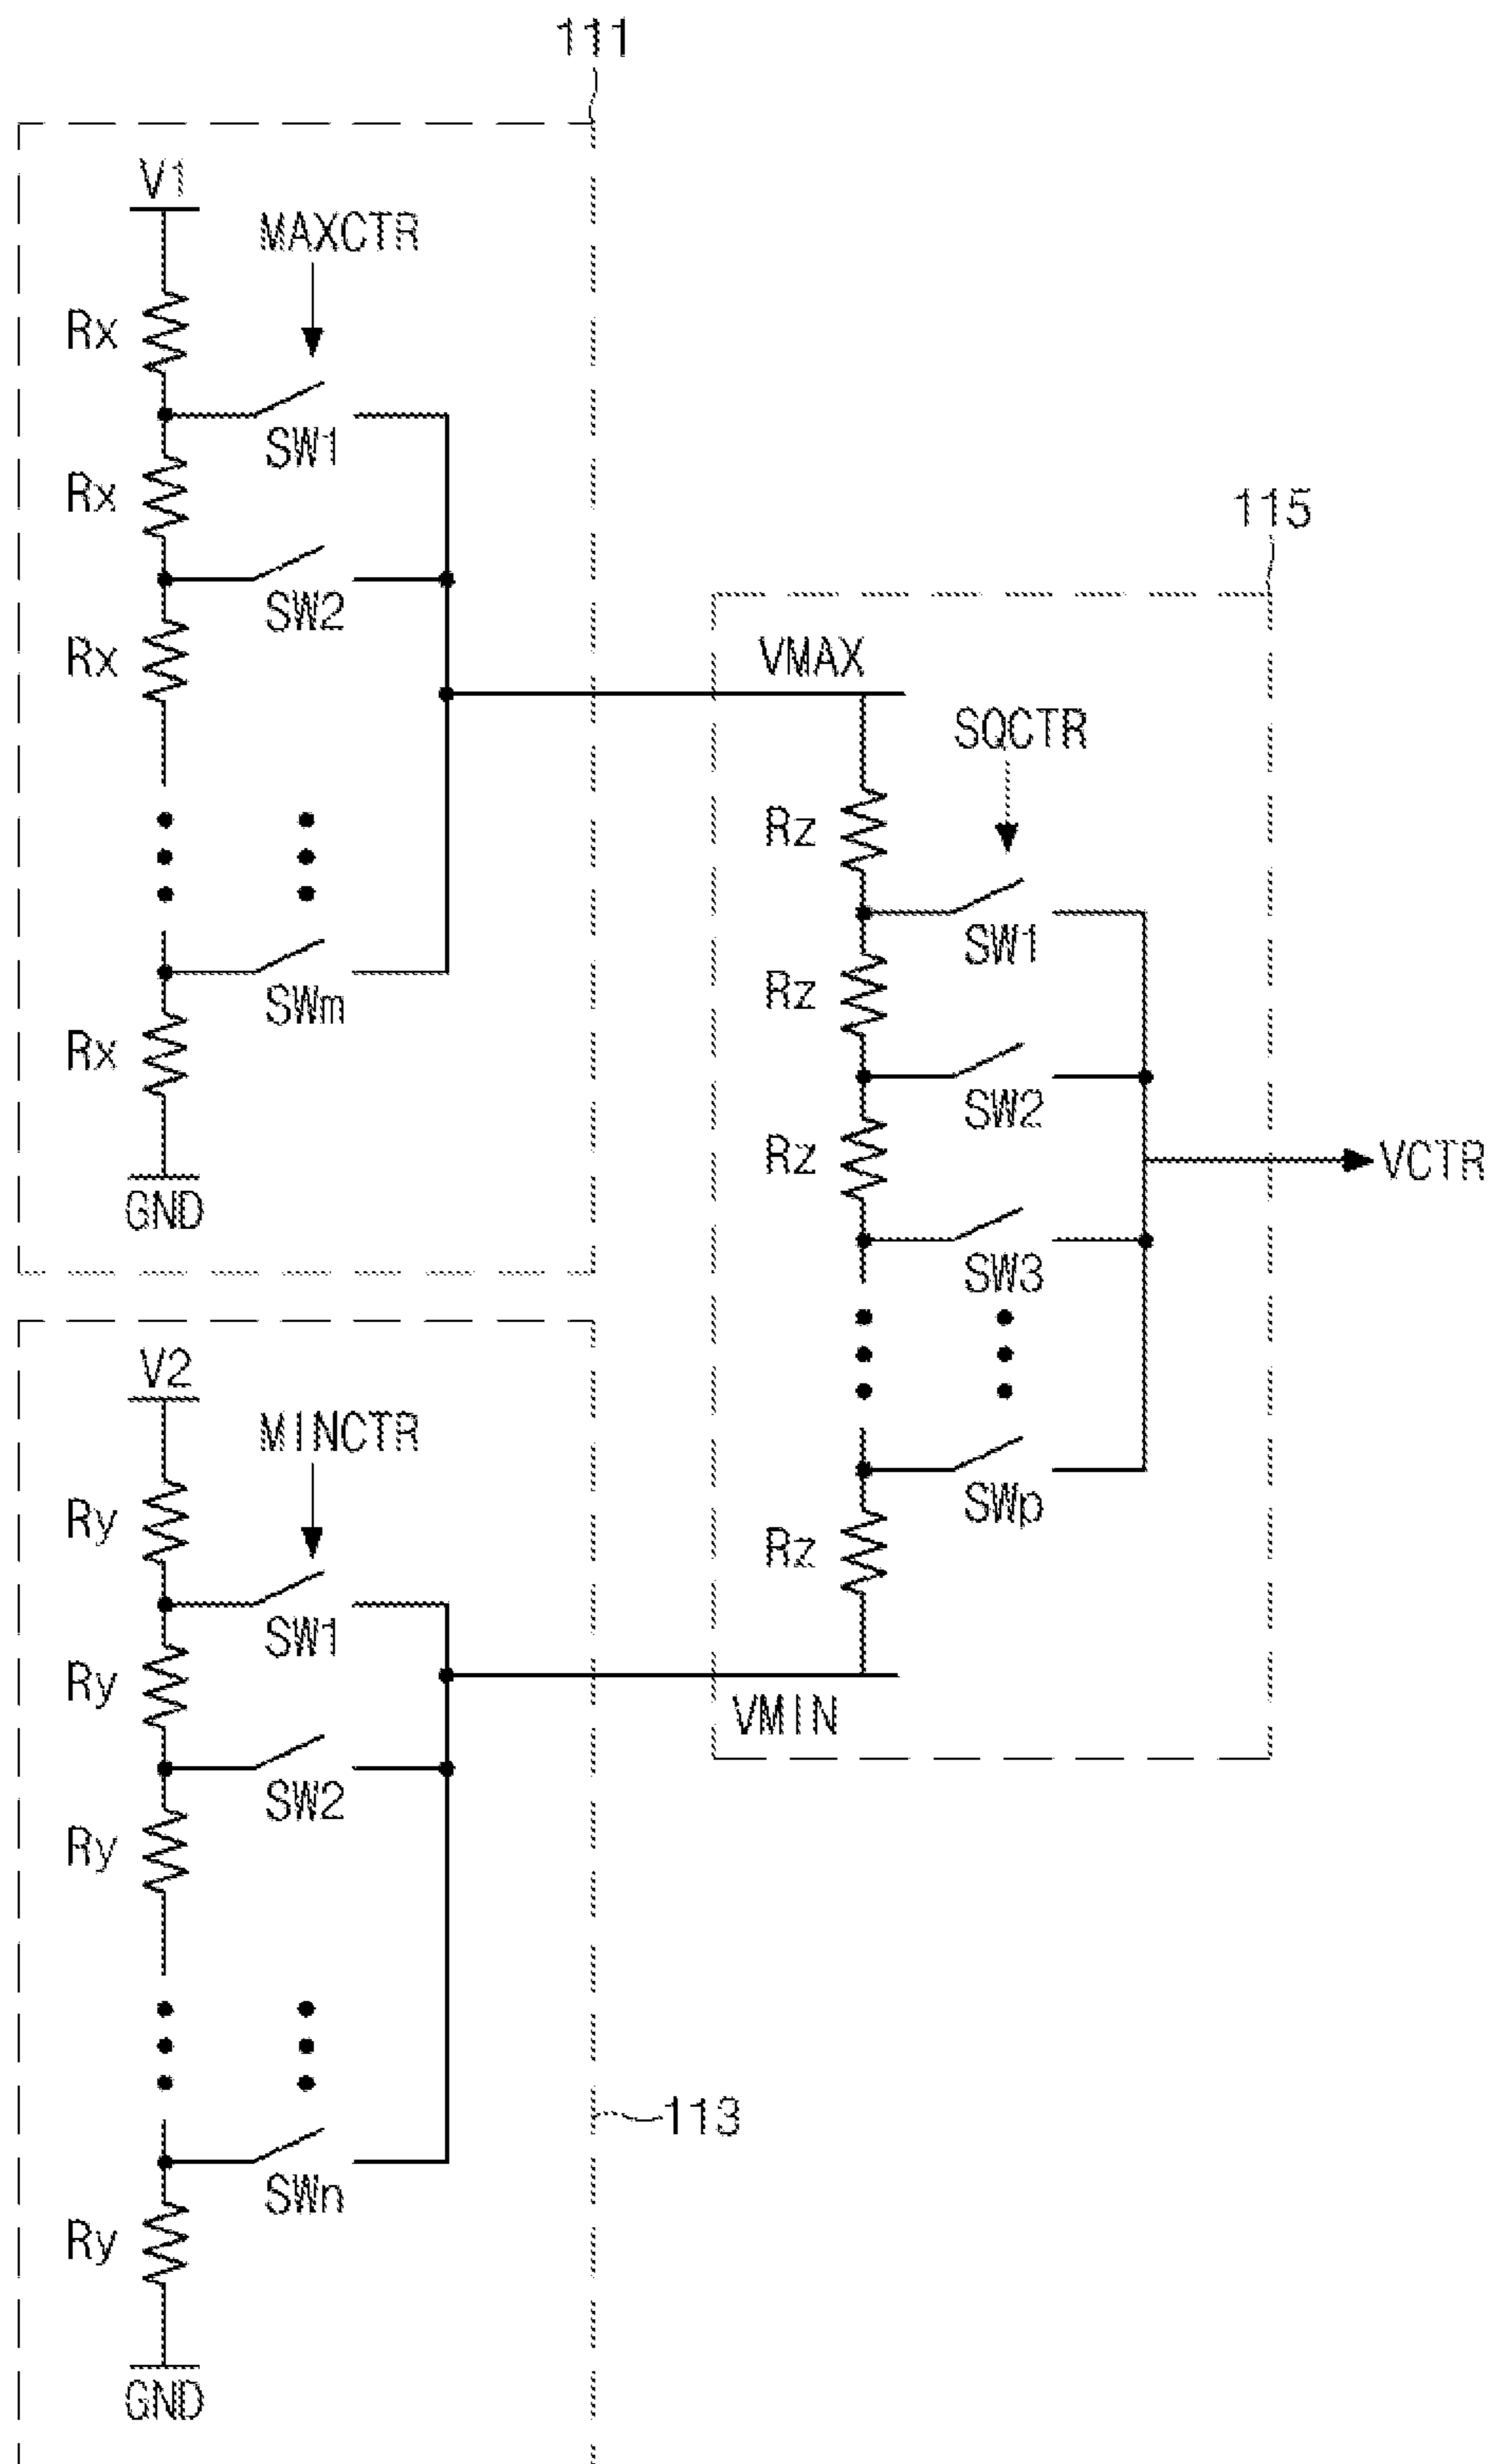 111
V1
MAXCTR
Rx
SW1
Rx
SW2
Rx
SWm
Rx
GND
115
VMAX
SQCTR
Rz
SW1
Rz
SW2
Rz
VCTR
SW3
SWp
Rz
VMIN
V2
MINCTR
Ry
SW1
Ry
SW2
Ry
113
SWn
Ry
GND